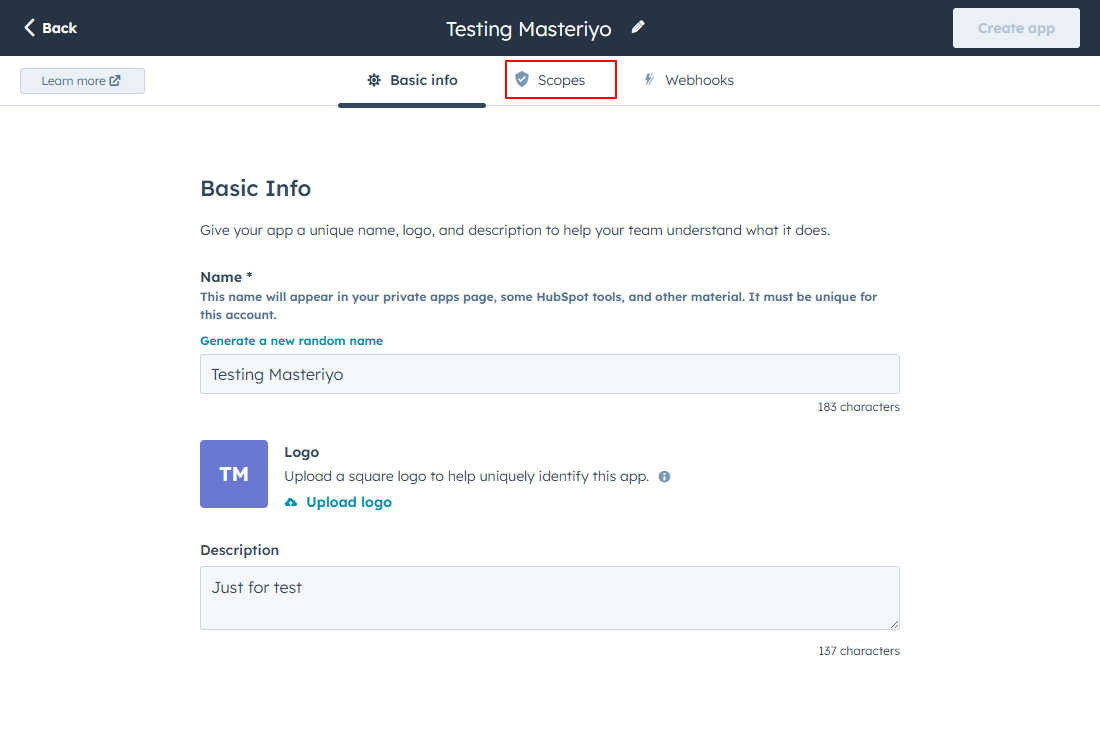 Back
Testing Masteriyo
Create app
Learn more
Basic info
Scopes
Webhooks
Basic Info
Give your app a unique name, logo, and description to help your team understand what it does.
Name *
This name will appear in your private apps page, some HubSpot tools, and other material. It must be unique for
this account.
Generate a new random name
Testing Masteriyo
183 characters
TM
Logo
Upload a square logo to help uniquely identify this app.
Upload logo
Description
Just for test
137 characters